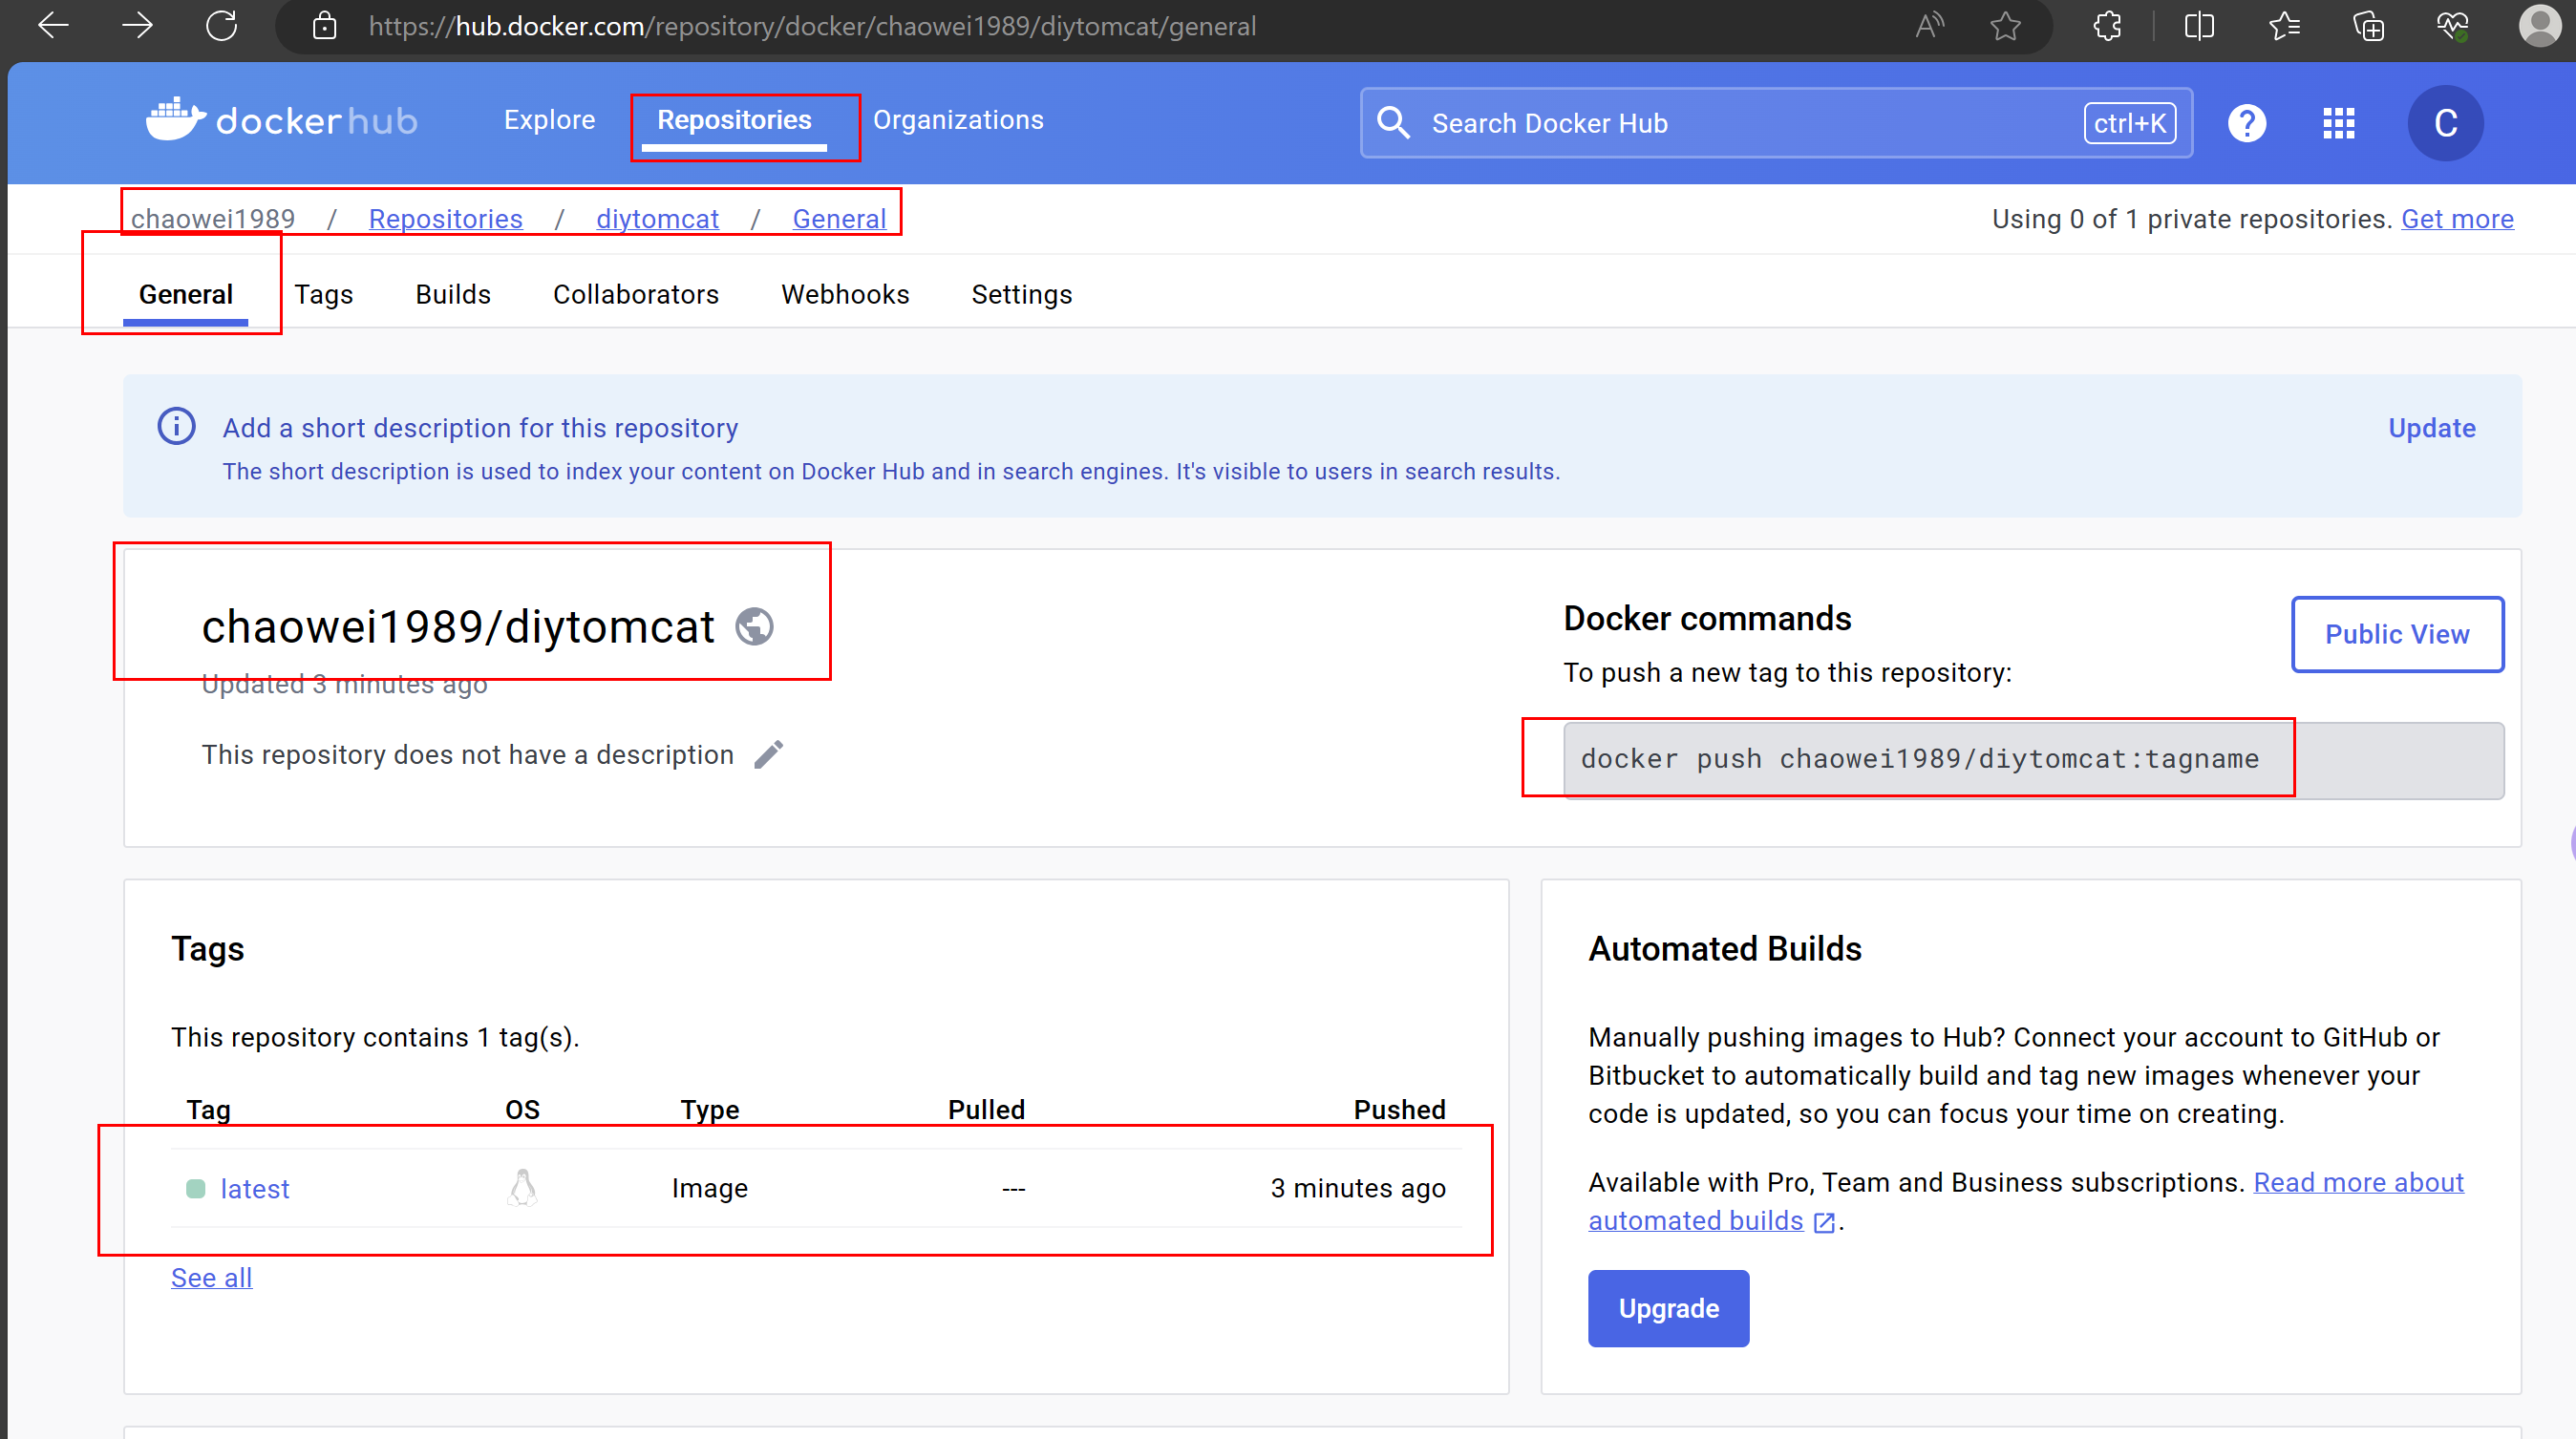 https://hub.docker.com/repository/docker/chaowei1989/diytomcat/general
dockerhub Explore Repositories Organizations Search Docker Hub ctrl+K ? C
chaowei1989 / Repositories / diytomcat / General Using 0 of 1 private repositories. Get more
General Tags Builds Collaborators Webhooks Settings
Add a short description for this repository Update
The short description is used to index your content on Docker Hub and in search engines. It's visible to users in search results.
chaowei1989/diytomcat
Updated 3 minutes ago
This repository does not have a description
Docker commands
Public View
To push a new tag to this repository:
docker push chaowei1989/diytomcat:tagname
Tags
This repository contains 1 tag(s).
Tag OS Type Pulled Pushed
latest Image --- 3 minutes ago
See all
Automated Builds
Manually pushing images to Hub? Connect your account to GitHub or
Bitbucket to automatically build and tag new images whenever your
code is updated, so you can focus your time on creating.
Available with Pro, Team and Business subscriptions. Read more about
automated builds .
Upgrade